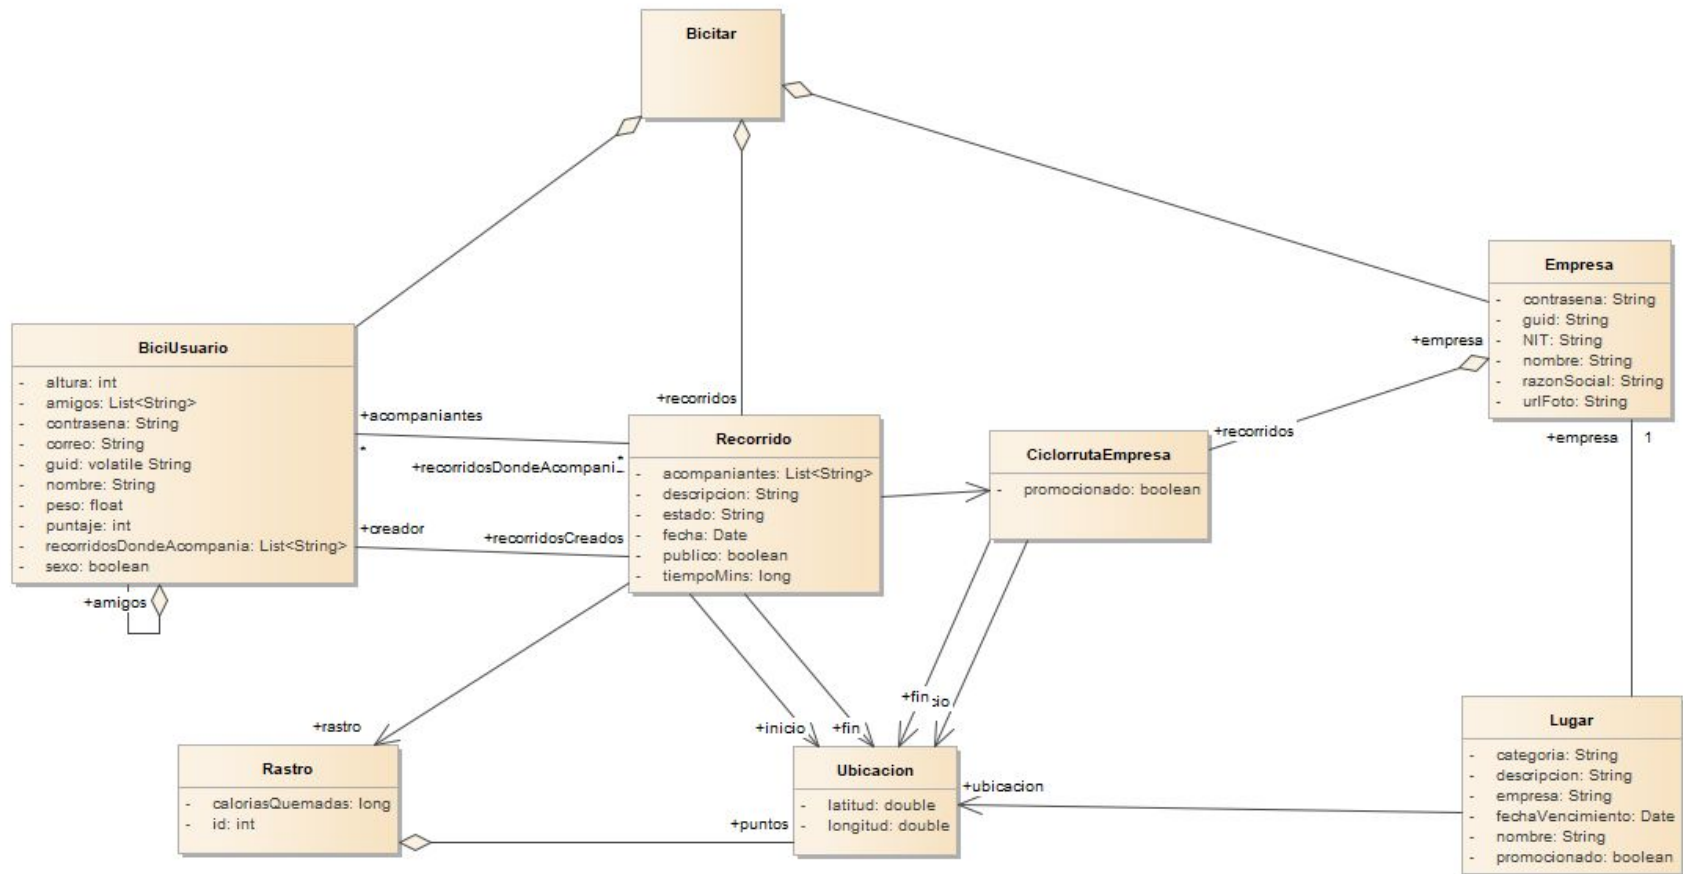 Bicitar
Empresa
- contrasena: String
- guid: String
- NIT: String
- nombre: String
- razonSocial: String
- urlFoto: String
+empresa
+recorridos
+empresa 1
BiciUsuario
- altura: int
- amigos: List<String>
- contrasena: String
- correo: String
- guid: volatile String
- nombre: String
- peso: float
- puntaje: int
- recorridosDondeAcompania: List<String>
- sexo: boolean
+amigos
+acompaniantes
*
+recorridosDondeAcompani...
*
+creador
+recorridosCreados
+recorridos
Recorrido
- acompaniantes: List<String>
- descripcion: String
- estado: String
- fecha: Date
- publico: boolean
- tiempoMins: long
CiclorrutaEmpresa
- promocionado: boolean
+rastro
+inicio
+fin
+fin
io
Rastro
- caloriasQuemadas: long
- id: int
+puntos
Ubicacion
- latitud: double
- longitud: double
+ubicacion
Lugar
- categoria: String
- descripcion: String
- empresa: String
- fechaVencimiento: Date
- nombre: String
- promocionado: boolean